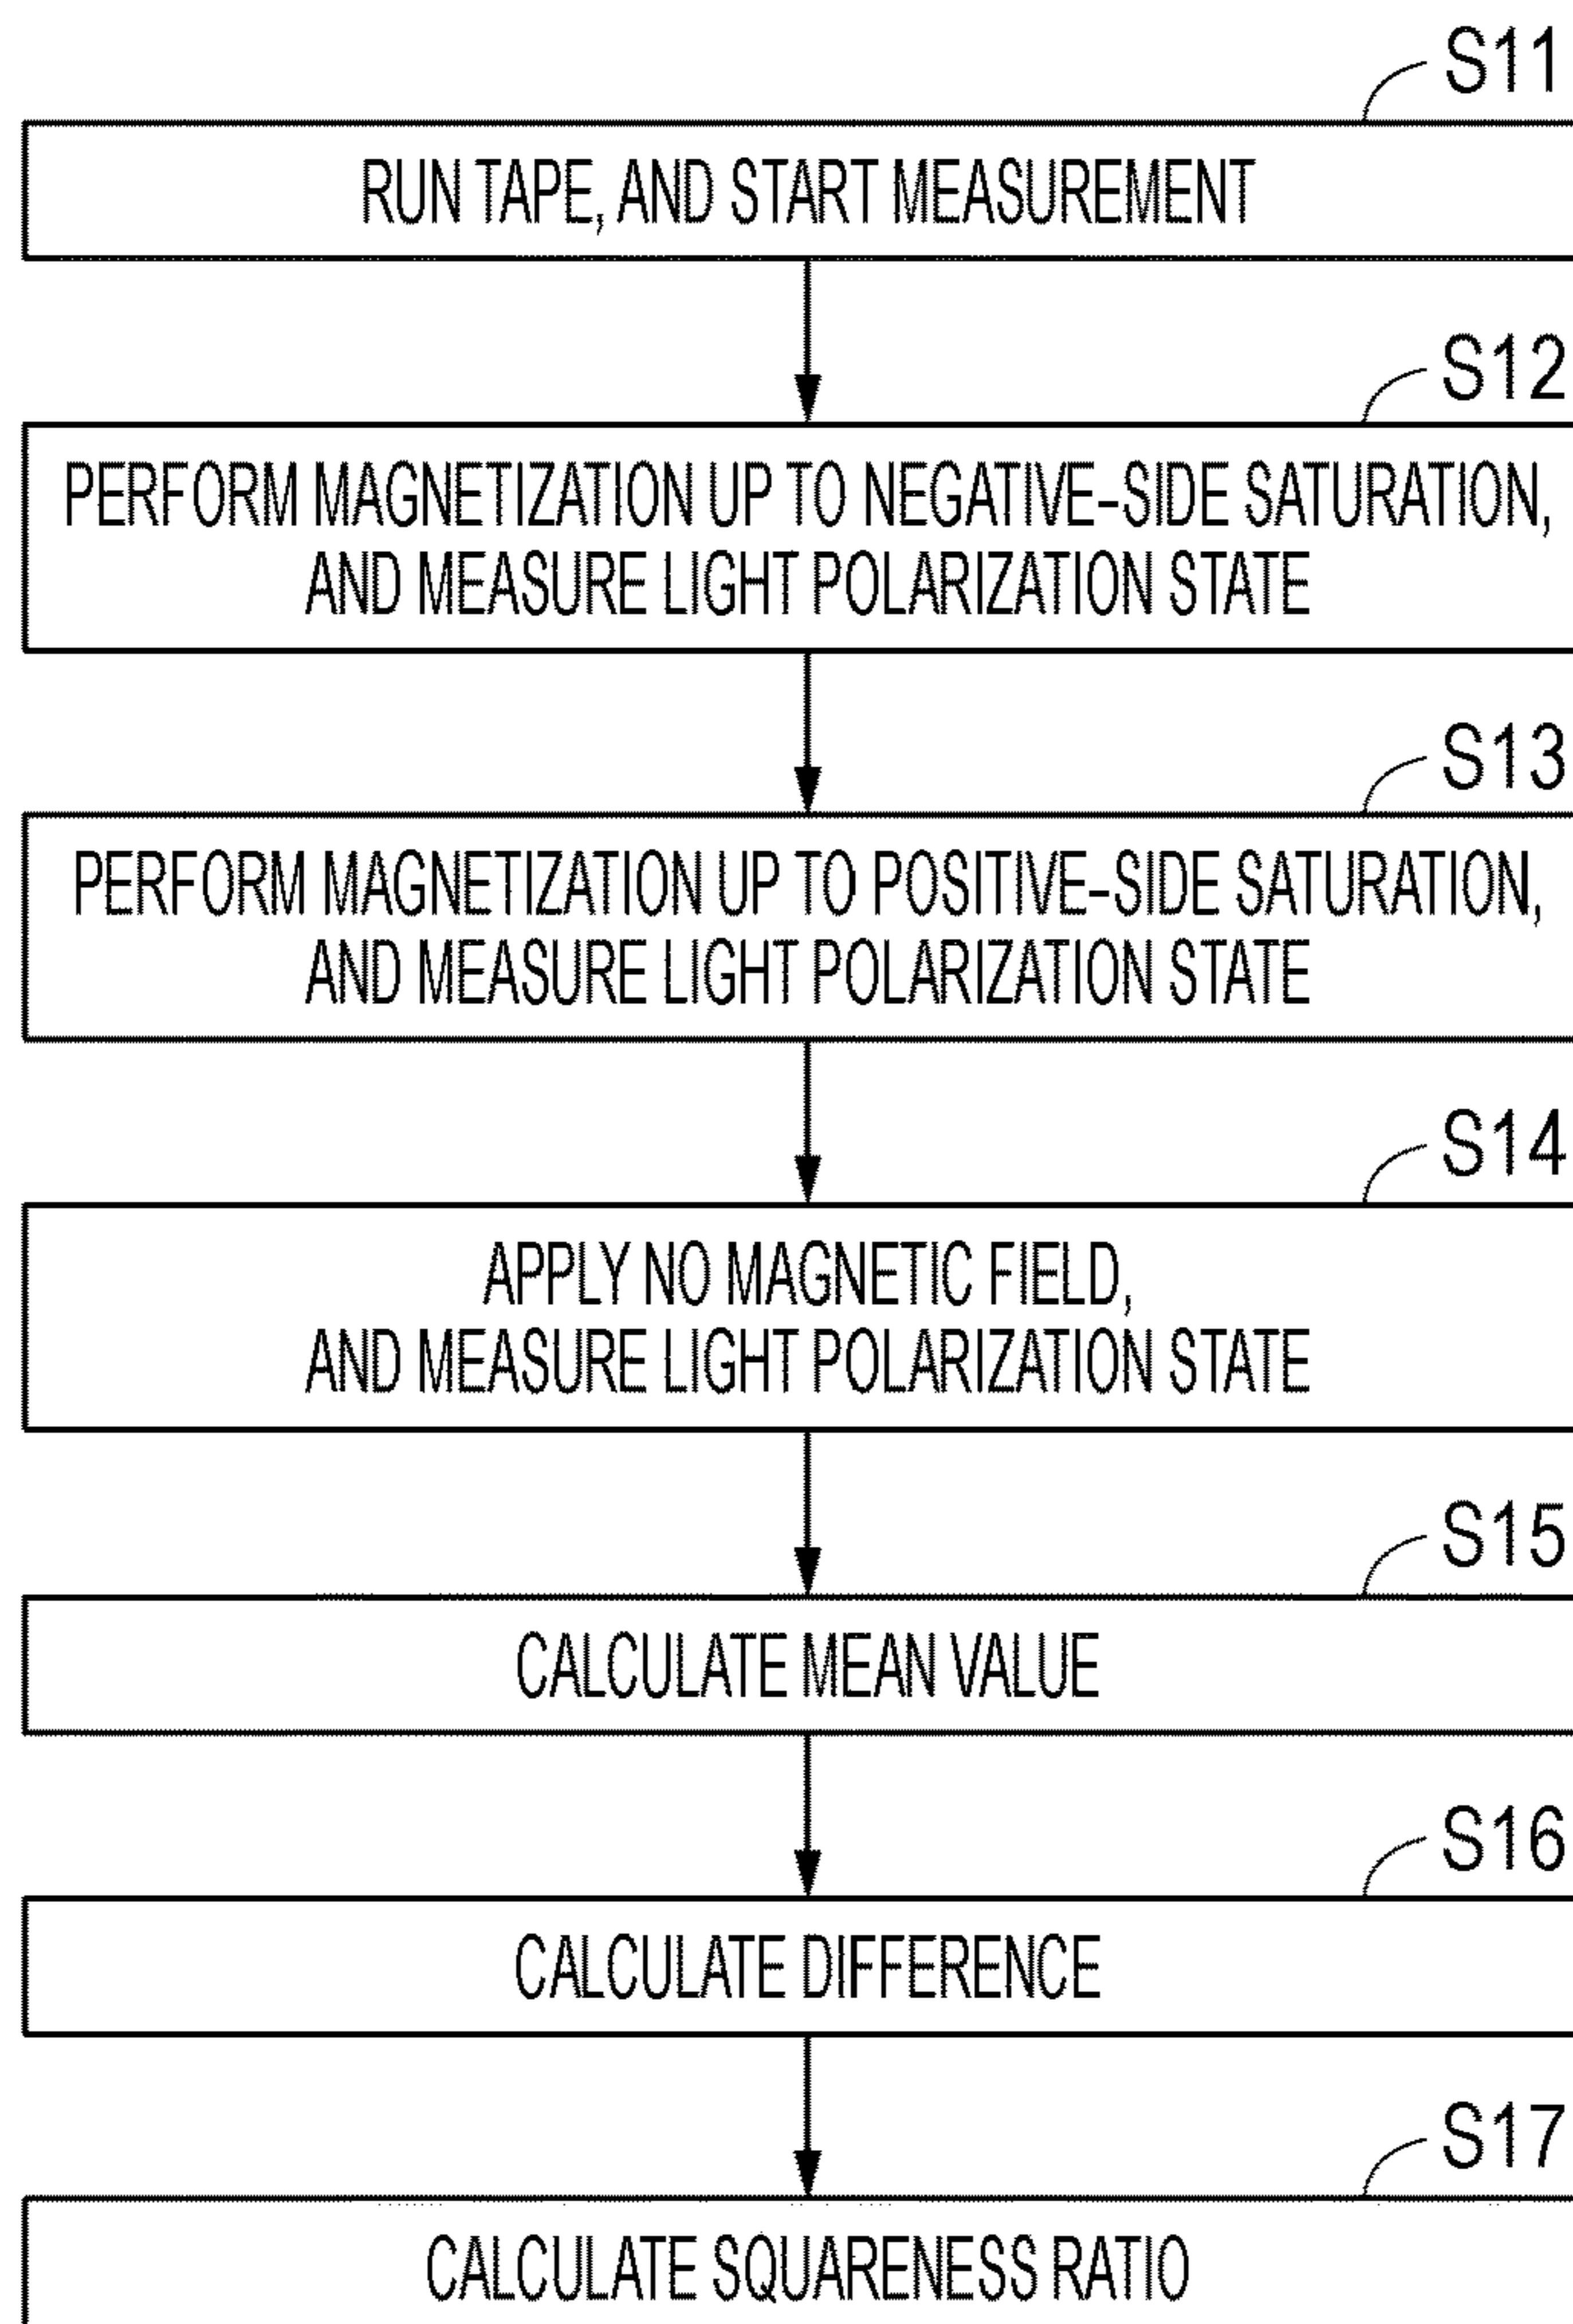 S11
RUN TAPE, AND START MEASUREMENT
S12
PERFORM MAGNETIZATION UP TO NEGATIVE-SIDE SATURATION,
AND MEASURE LIGHT POLARIZATION STATE
S13
PERFORM MAGNETIZATION UP TO POSITIVE-SIDE SATURATION,
AND MEASURE LIGHT POLARIZATION STATE
S14
APPLY NO MAGNETIC FIELD,
AND MEASURE LIGHT POLARIZATION STATE
S15
CALCULATE MEAN VALUE
S16
CALCULATE DIFFERENCE
S17
CALCULATE SQUARENESS RATIO